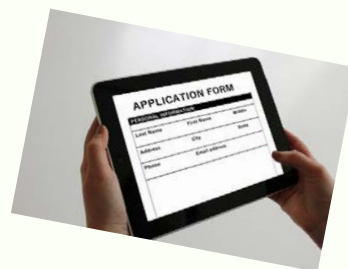 APPLICATION FORM
PERSONAL INFORMATION
Last Name First Name Middle
Address City State
Phone Email address